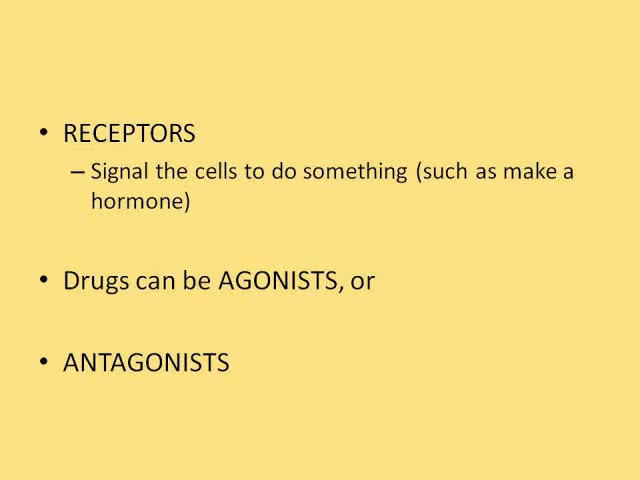 • RECEPTORS
– Signal the cells to do something (such as make a
hormone)
• Drugs can be AGONISTS, or
• ANTAGONISTS